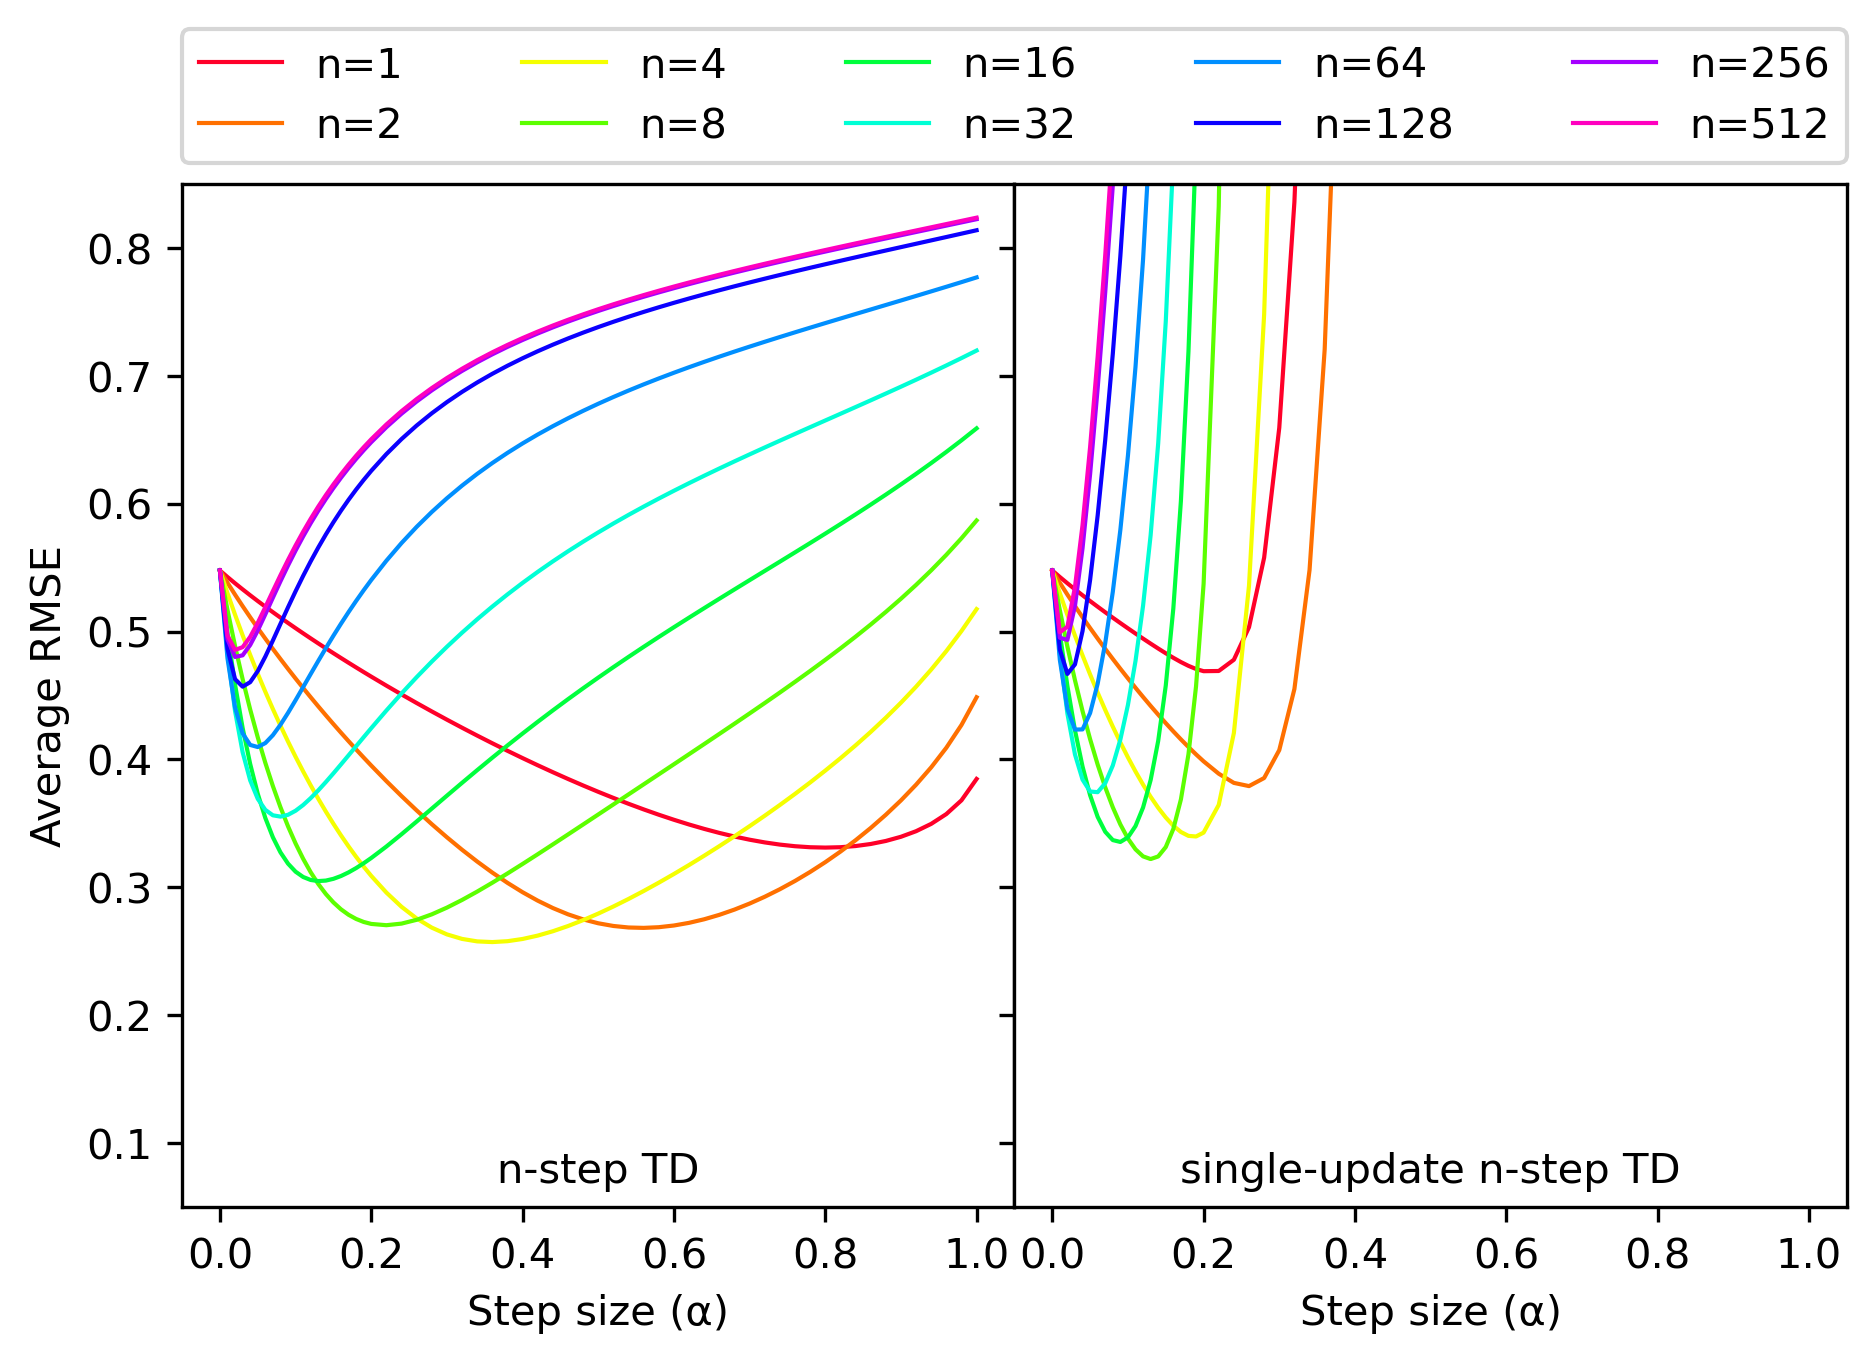 n=1 n=4 n=16 n=64 n=256
n=2 n=8 n=32 n=128 n=512
Average RMSE
0.8
0.7
0.6
0.5
0.4
0.3
0.2
0.1
n-step TD single-update n-step TD
0.0 0.2 0.4 0.6 0.8 1.0 0.0 0.2 0.4 0.6 0.8 1.0
Step size (α) Step size (α)